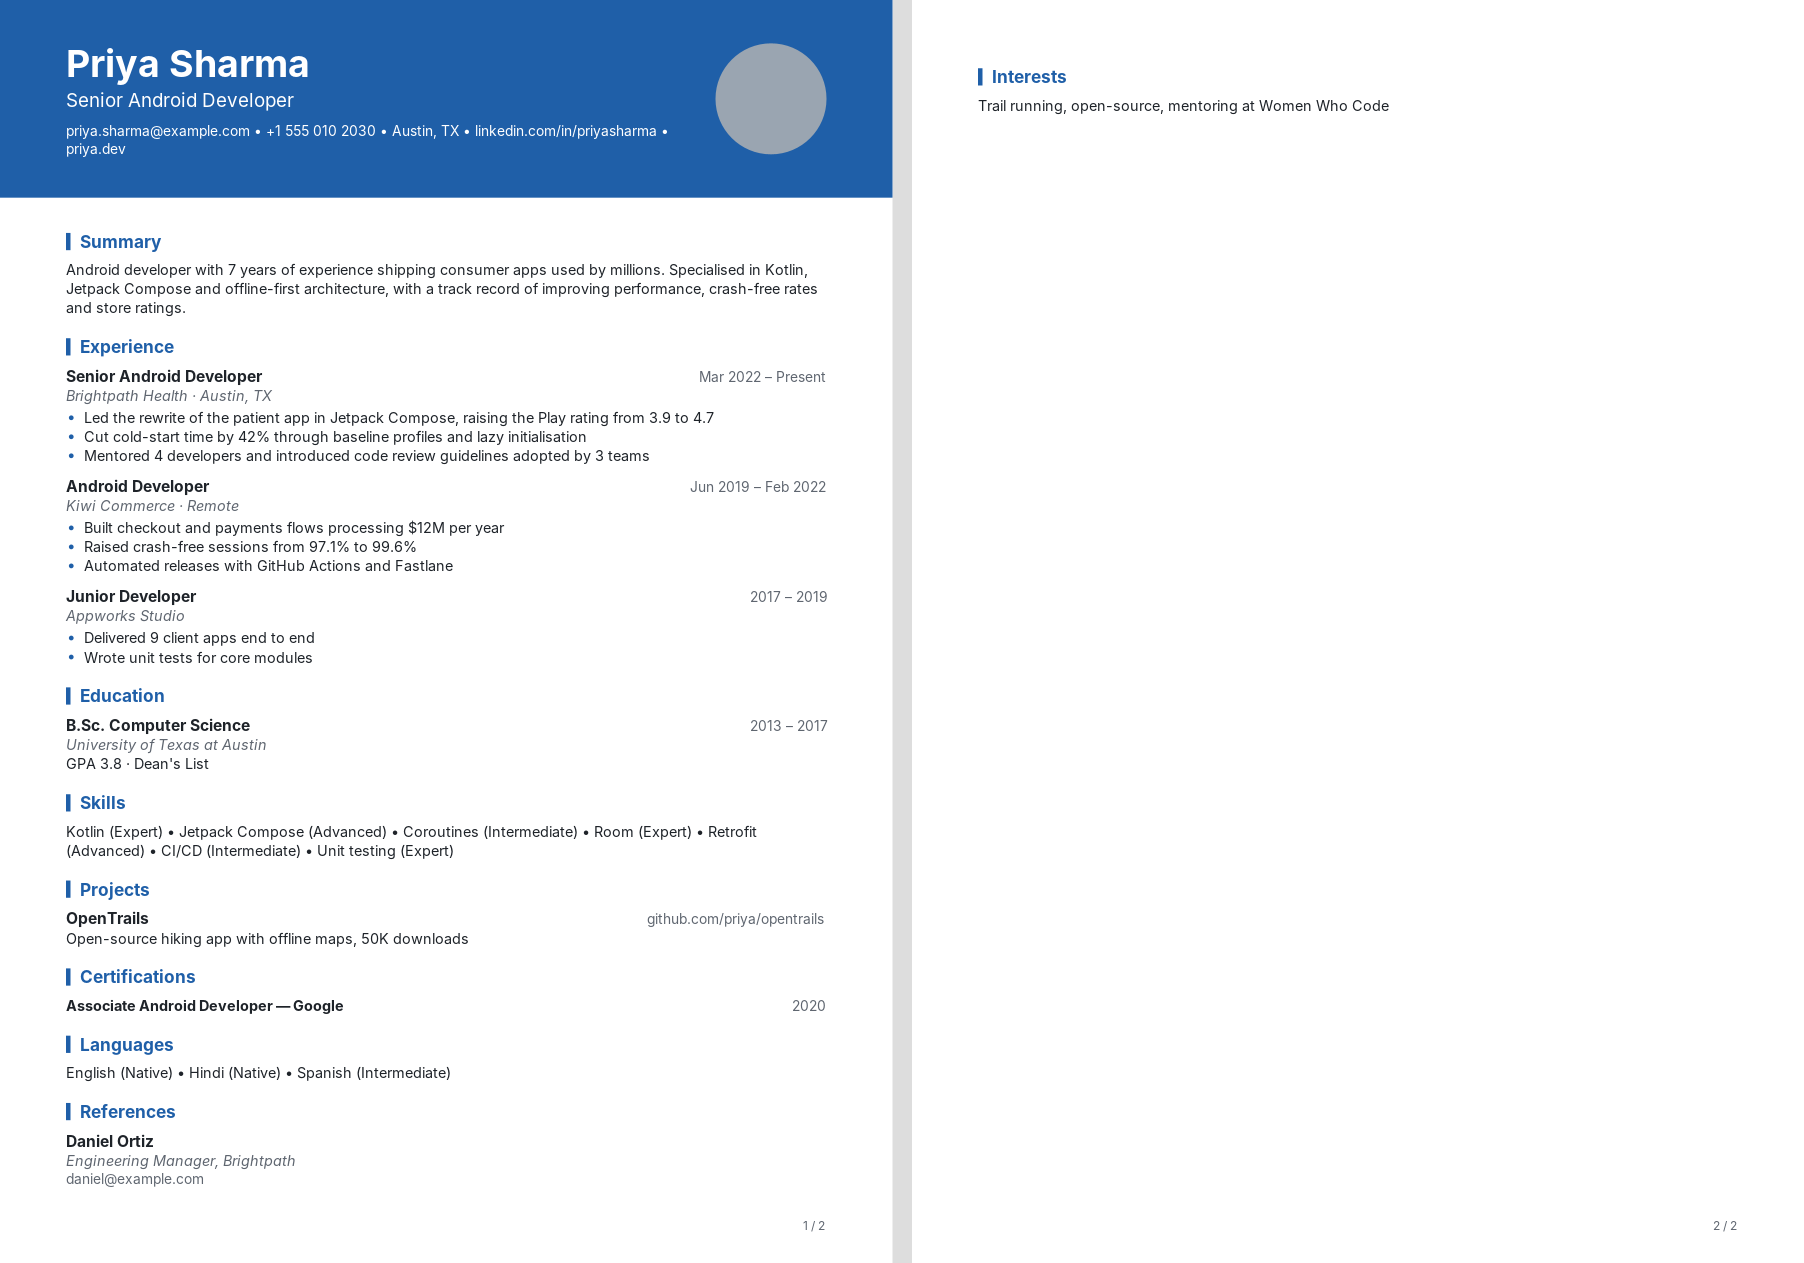 Priya Sharma
Senior Android Developer
priya.sharma@example.com • +1 555 010 2030 • Austin, TX • linkedin.com/in/priyasharma •
priya.dev
Summary
Android developer with 7 years of experience shipping consumer apps used by millions. Specialised in Kotlin,
Jetpack Compose and offline-first architecture, with a track record of improving performance, crash-free rates
and store ratings.
Experience
Senior Android Developer Mar 2022 – Present
Brightpath Health · Austin, TX
• Led the rewrite of the patient app in Jetpack Compose, raising the Play rating from 3.9 to 4.7
• Cut cold-start time by 42% through baseline profiles and lazy initialisation
• Mentored 4 developers and introduced code review guidelines adopted by 3 teams
Android Developer Jun 2019 – Feb 2022
Kiwi Commerce · Remote
• Built checkout and payments flows processing $12M per year
• Raised crash-free sessions from 97.1% to 99.6%
• Automated releases with GitHub Actions and Fastlane
Junior Developer 2017 – 2019
Appworks Studio
• Delivered 9 client apps end to end
• Wrote unit tests for core modules
Education
B.Sc. Computer Science 2013 – 2017
University of Texas at Austin
GPA 3.8 · Dean's List
Skills
Kotlin (Expert) • Jetpack Compose (Advanced) • Coroutines (Intermediate) • Room (Expert) • Retrofit
(Advanced) • CI/CD (Intermediate) • Unit testing (Expert)
Projects
OpenTrails github.com/priya/opentrails
Open-source hiking app with offline maps, 50K downloads
Certifications
Associate Android Developer — Google 2020
Languages
English (Native) • Hindi (Native) • Spanish (Intermediate)
References
Daniel Ortiz
Engineering Manager, Brightpath
daniel@example.com
1 / 2
Interests
Trail running, open-source, mentoring at Women Who Code
2 / 2